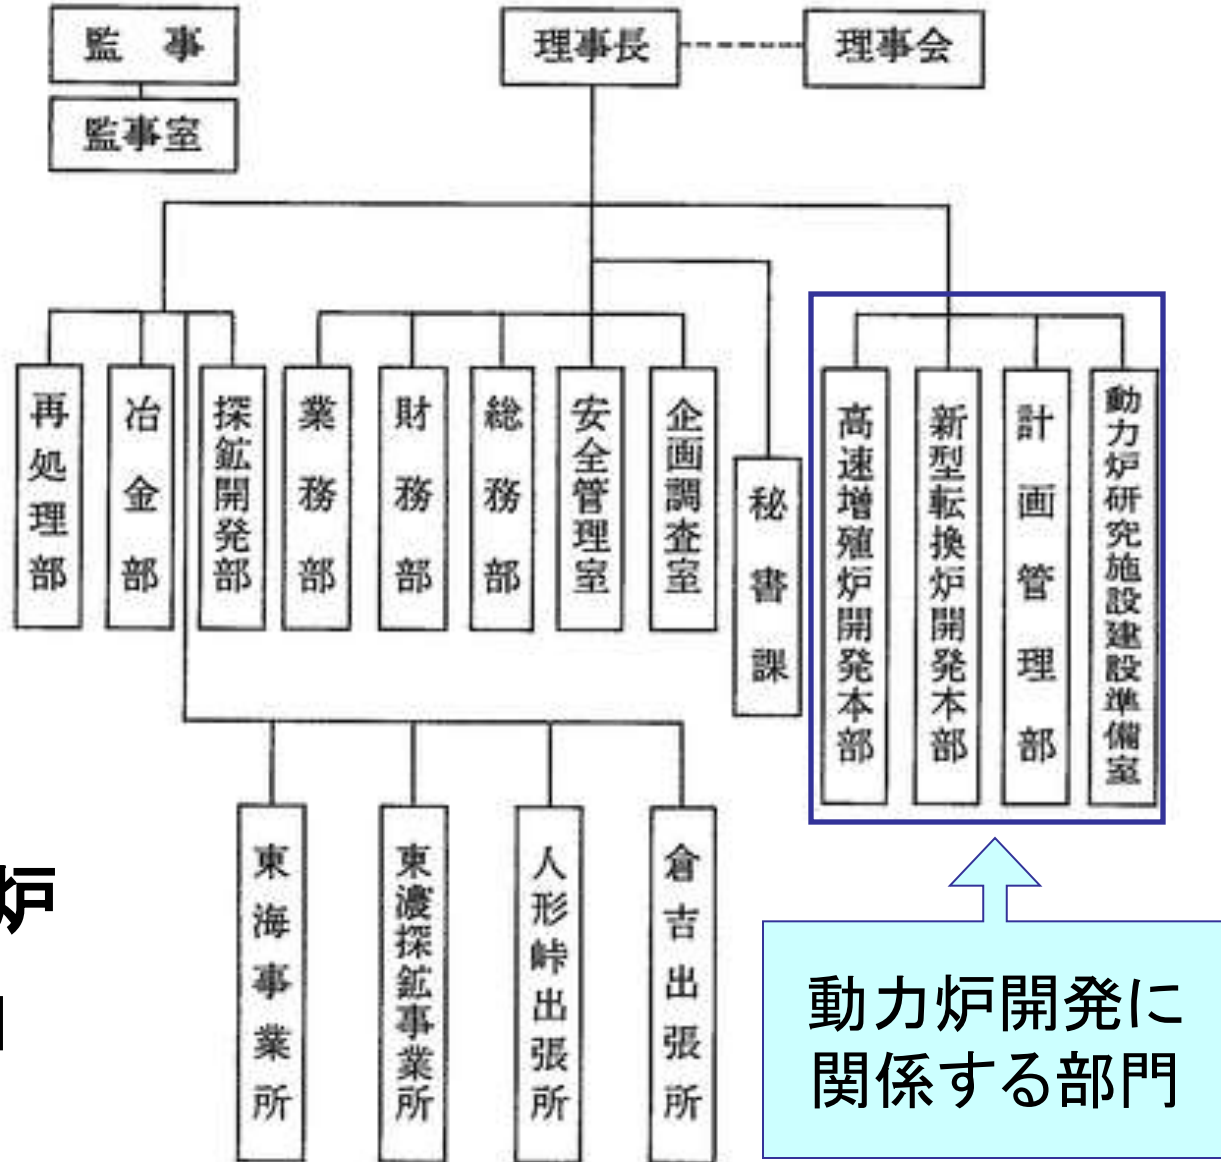 監事
理事長
理事会
監事室
再処理部
冶金部
探鉱開発部
業務部
財務部
総務部
安全管理室
企画調査室
秘書課
高速増殖炉開発本部
新型転換炉開発本部
計画管理部
動力炉研究施設建設準備室
東海事業所
東濃探鉱事業所
人形峠出張所
倉吉出張所
炉
動力炉開発に
関係する部門